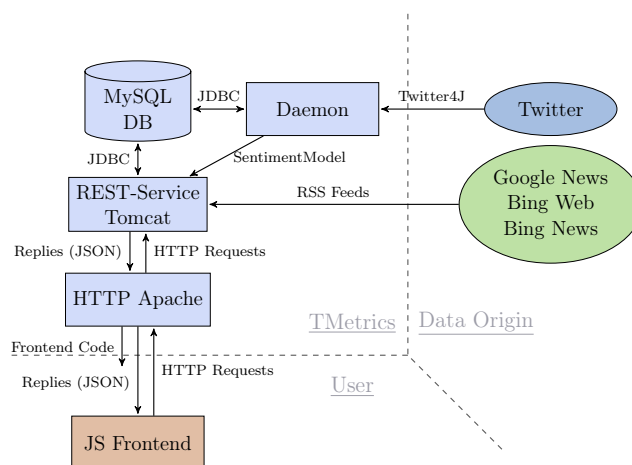 MySQL
DB
JDBC
Daemon
Twitter4J
Twitter
JDBC
SentimentModel
REST-Service
Tomcat
RSS Feeds
Google News
Bing Web
Bing News
Replies (JSON)
HTTP Requests
HTTP Apache
TMetrics
Data Origin
Frontend Code
Replies (JSON)
HTTP Requests
User
JS Frontend